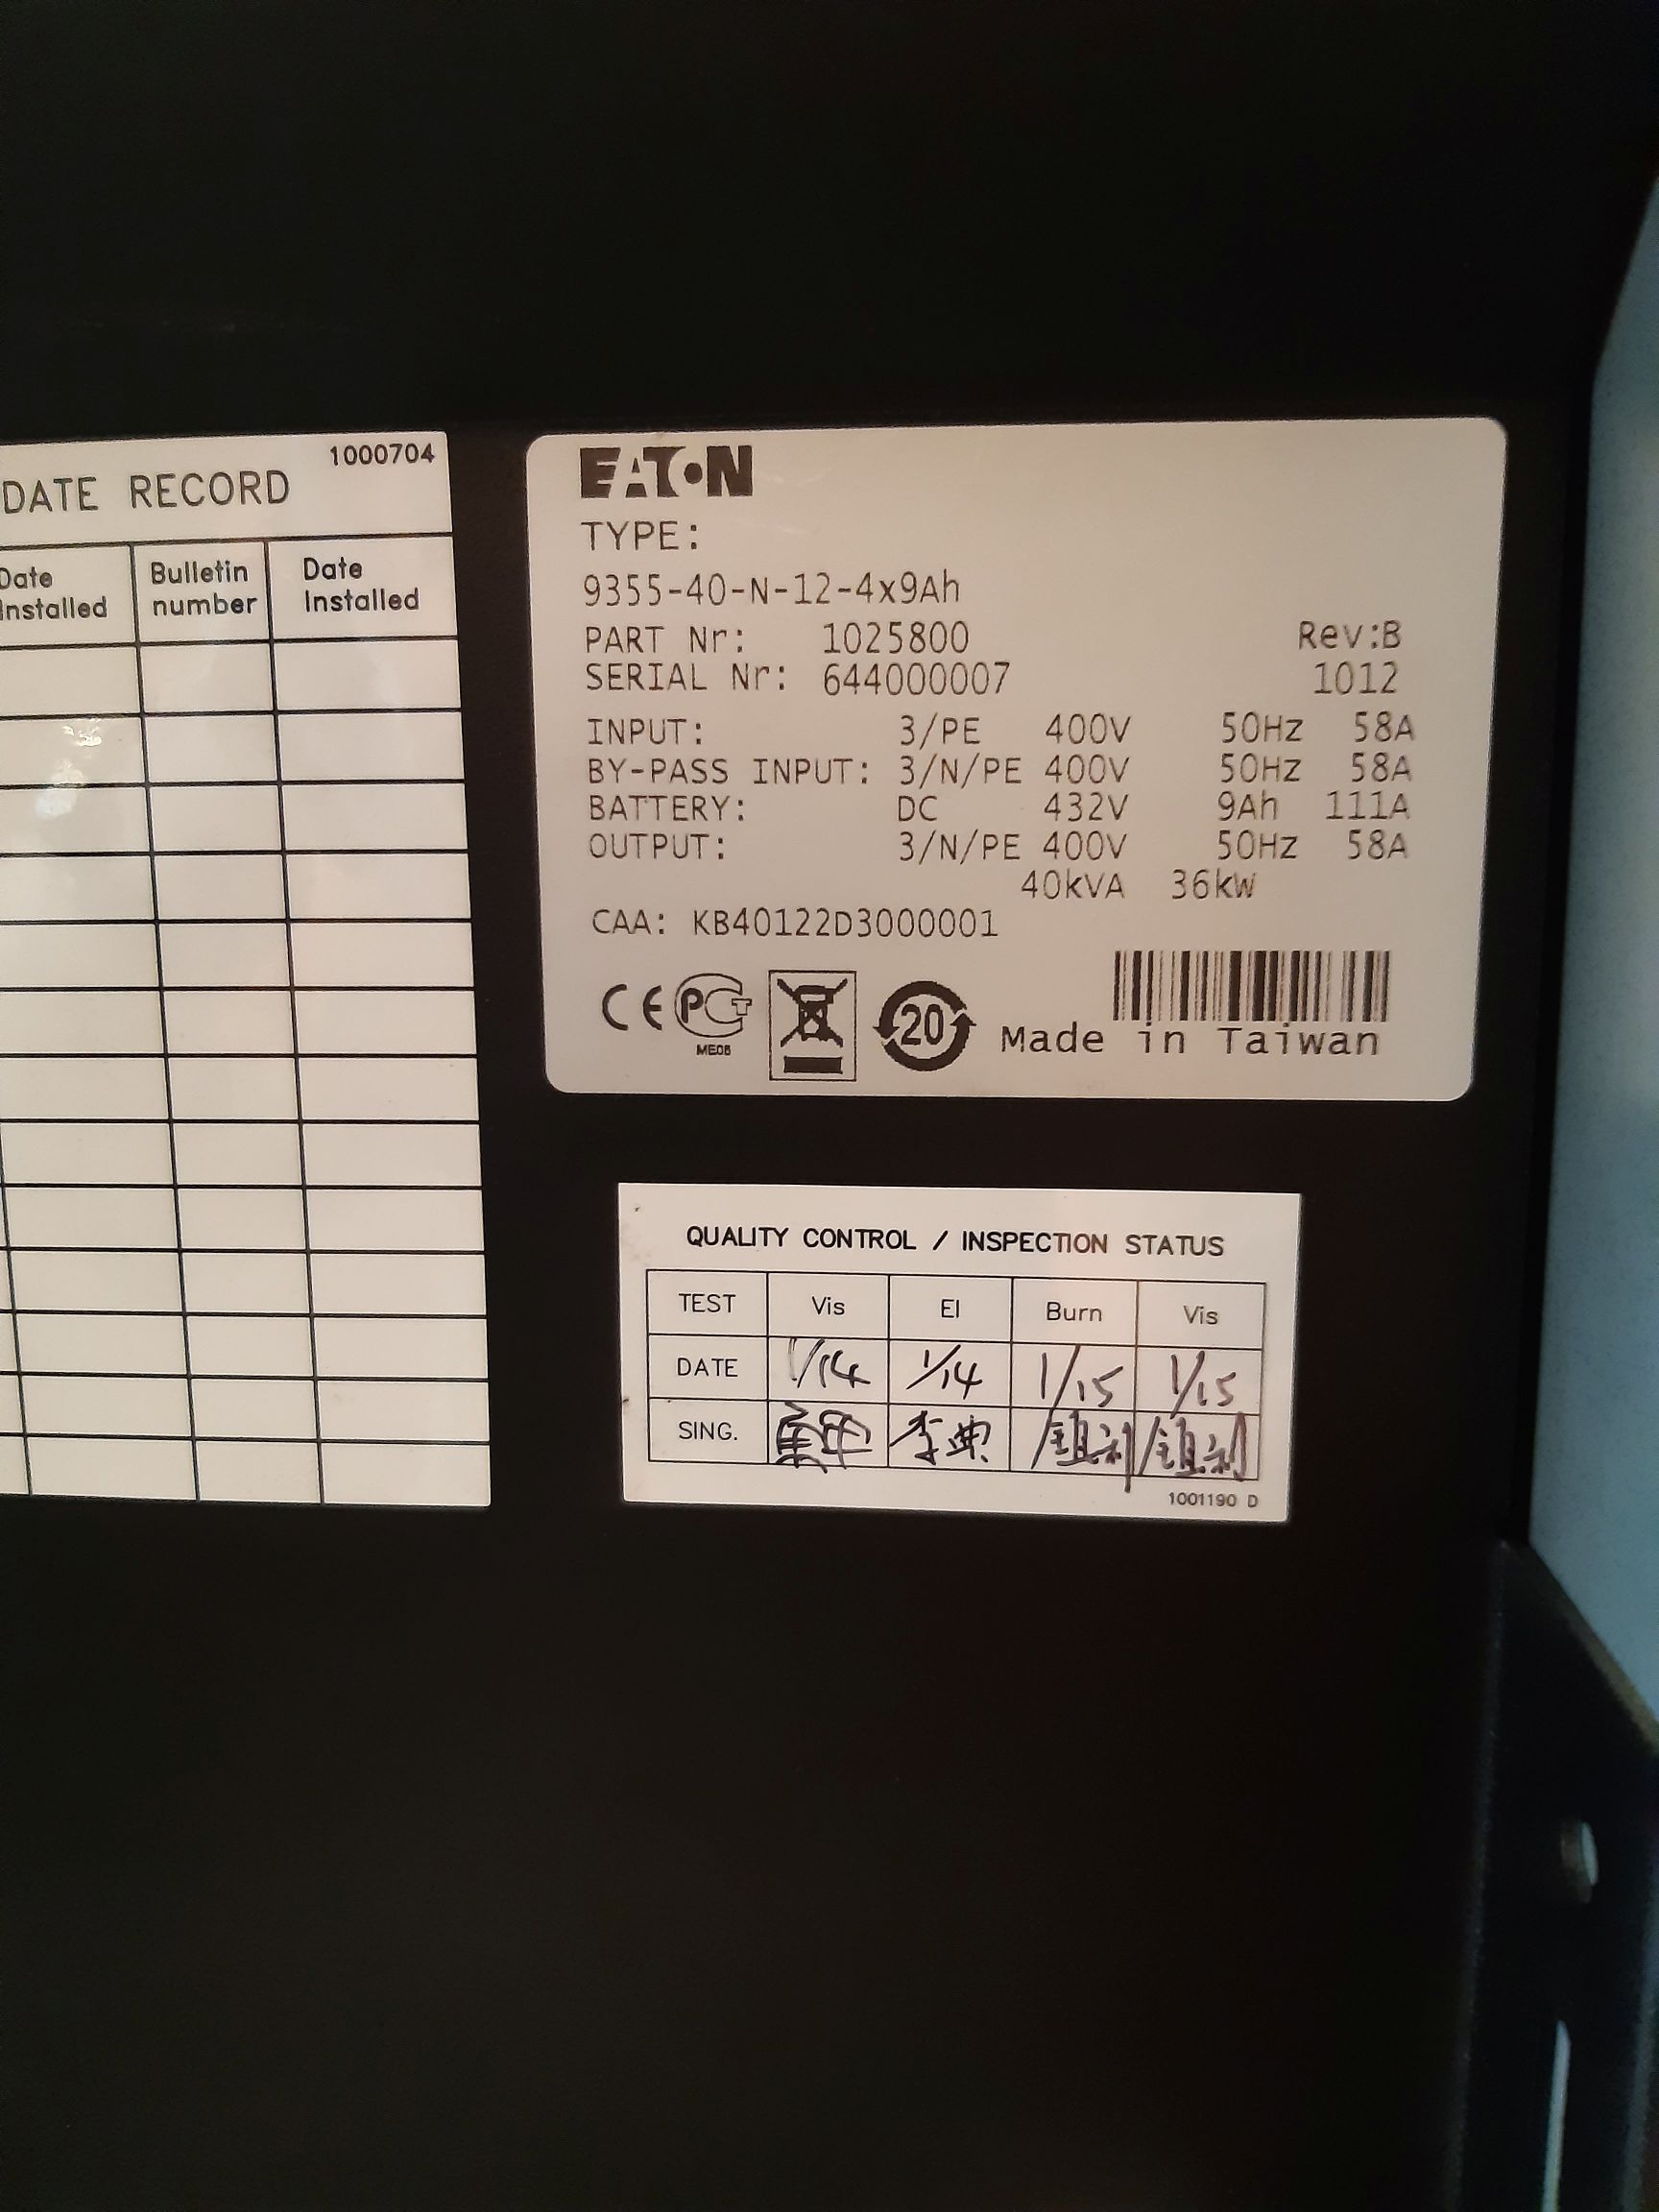 1000704
DATE RECORD
Date Installed Bulletin number Date Installed
EATON
TYPE:
9355-40-N-12-4x9Ah
PART Nr: 1025800 Rev:B
SERIAL Nr: 644000007 1012
INPUT: 3/PE 400V 50Hz 58A
BY-PASS INPUT: 3/N/PE 400V 50Hz 58A
BATTERY: DC 432V 9Ah 111A
OUTPUT: 3/N/PE 400V 50Hz 58A
40kVA 36kW
CAA: KB40122D3000001
CE PCT 20
ME06
Made in Taiwan
QUALITY CONTROL / INSPECTION STATUS
TEST Vis El Burn Vis
DATE 1/14 1/14 1/15 1/15
SING. 李典
1001190 D